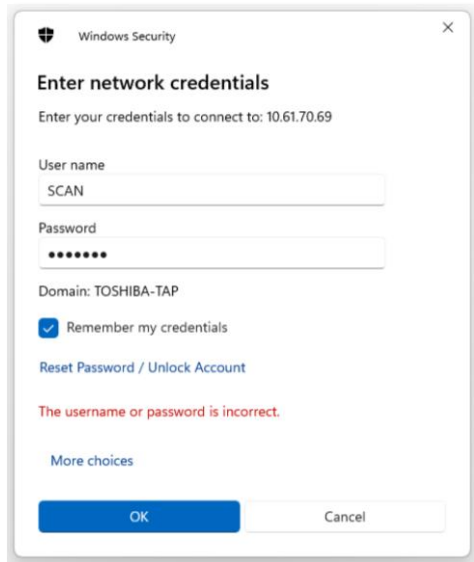 Windows Security
Enter network credentials
Enter your credentials to connect to: 10.61.70.69
User name
SCAN
Password
•••••••
Domain: TOSHIBA-TAP
Remember my credentials
Reset Password / Unlock Account
The username or password is incorrect.
More choices
OK Cancel